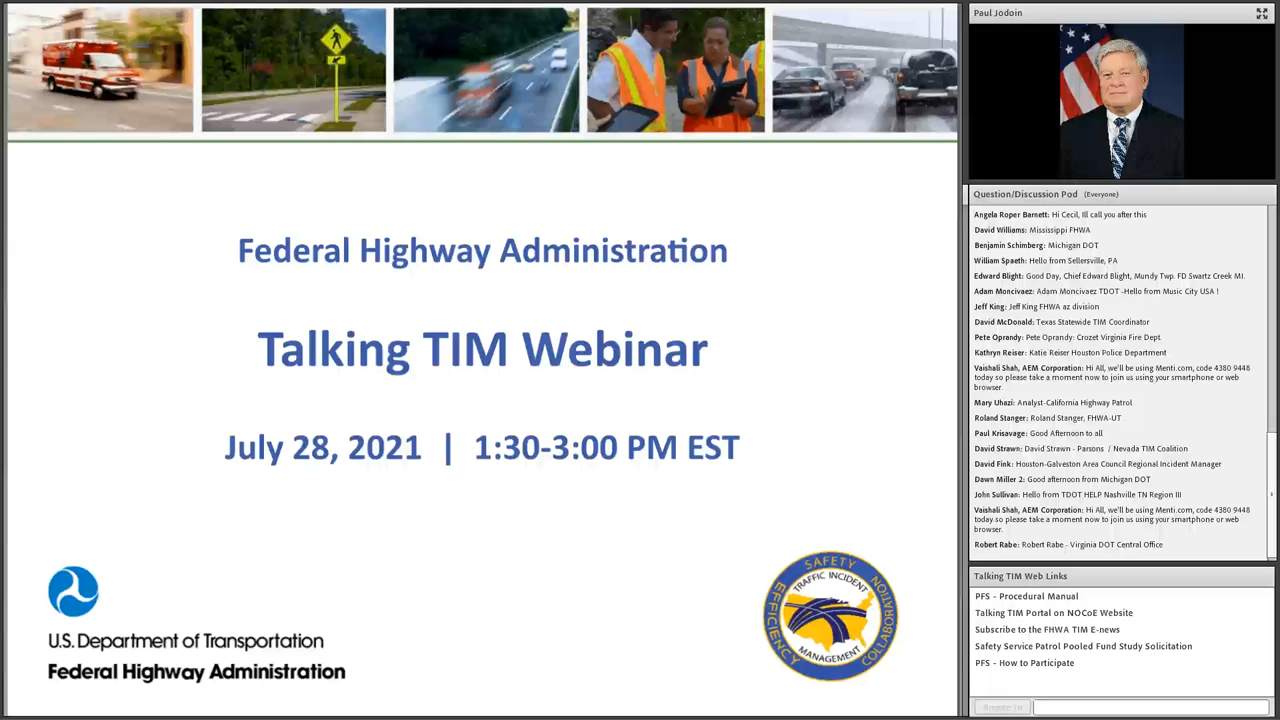 Federal Highway Administration
Talking TIM Webinar
July 28, 2021 | 1:30-3:00 PM EST
U.S. Department of Transportation
Federal Highway Administration
SAFETY
TRAFFIC INCIDENT
MANAGEMENT
EFFICIENCY
COLLABORATION
Paul Jodoin
Question/Discussion Pod (Everyone)
Angela Roper Barnett: Hi Cecil, Ill call you after this
David Williams: Mississippi FHWA
Benjamin Schimberg: Michigan DOT
William Spaeth: Hello from Sellersville, PA
Edward Blight: Good Day, Chief Edward Blight, Mundy Twp. FD Swartz Creek MI.
Adam Moncivaez: Adam Moncivaez TDOT -Hello from Music City USA !
Jeff King: Jeff King FHWA az division
David McDonald: Texas Statewide TIM Coordinator
Pete Oprandy: Pete Oprandy: Crozet Virginia Fire Dept.
Kathryn Reiser: Katie Reiser Houston Police Department
Vaishali Shah, AEM Corporation: Hi All, we'll be using Menti.com, code 4380 9448
today so please take a moment now to join us using your smartphone or web
browser.
Mary Uhazi: Analyst-California Highway Patrol
Roland Stanger: Roland Stanger, FHWA-UT
Paul Krisavage: Good Afternoon to all
David Strawn: David Strawn - Parsons / Nevada TIM Coalition
David Fink: Houston-Galveston Area Council Regional Incident Manager
Dawn Miller 2: Good afternoon from Michigan DOT
John Sullivan: Hello from TDOT HELP Nashville TN Region III
Vaishali Shah, AEM Corporation: Hi All, we'll be using Menti.com, code 4380 9448
today so please take a moment now to join us using your smartphone or web
browser.
Robert Rabe: Robert Rabe - Virginia DOT Central Office
Talking TIM Web Links
PFS - Procedural Manual
Talking TIM Portal on NOCoE Website
Subscribe to the FHWA TIM E-news
Safety Service Patrol Pooled Fund Study Solicitation
PFS - How to Participate
Browse To